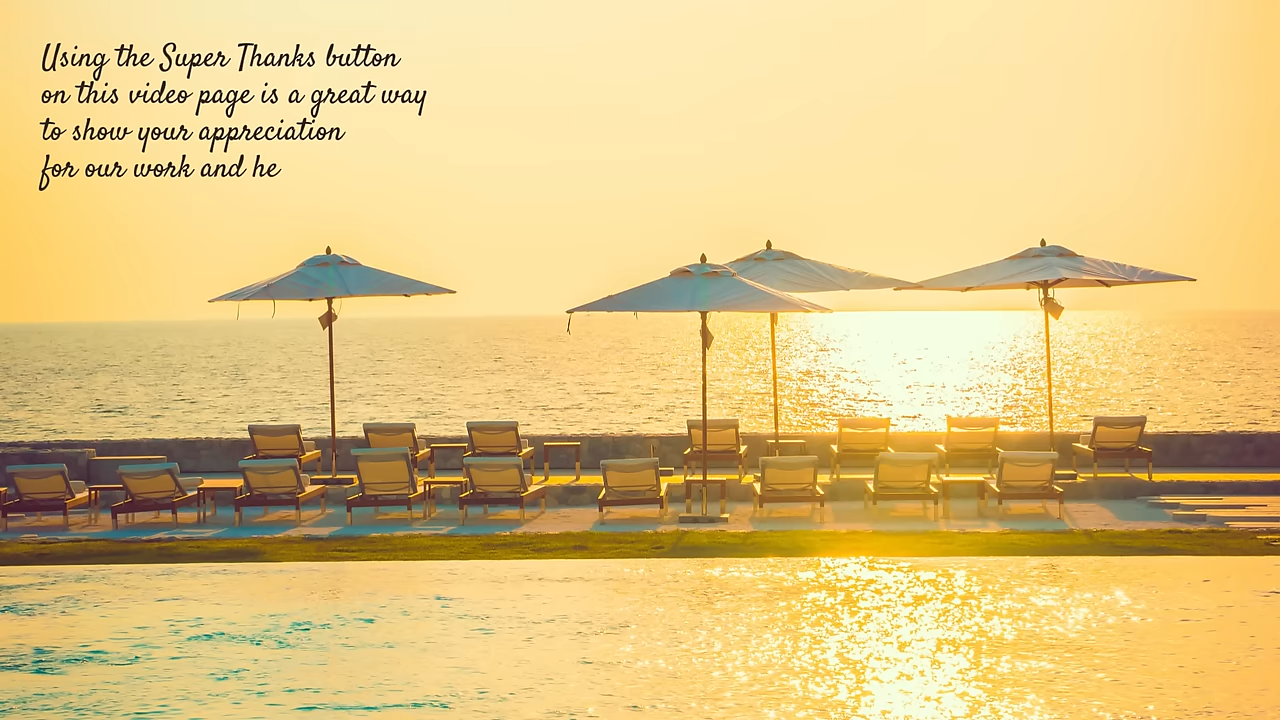 Using the Super Thanks button
on this video page is a great way
to show your appreciation
for our work and he